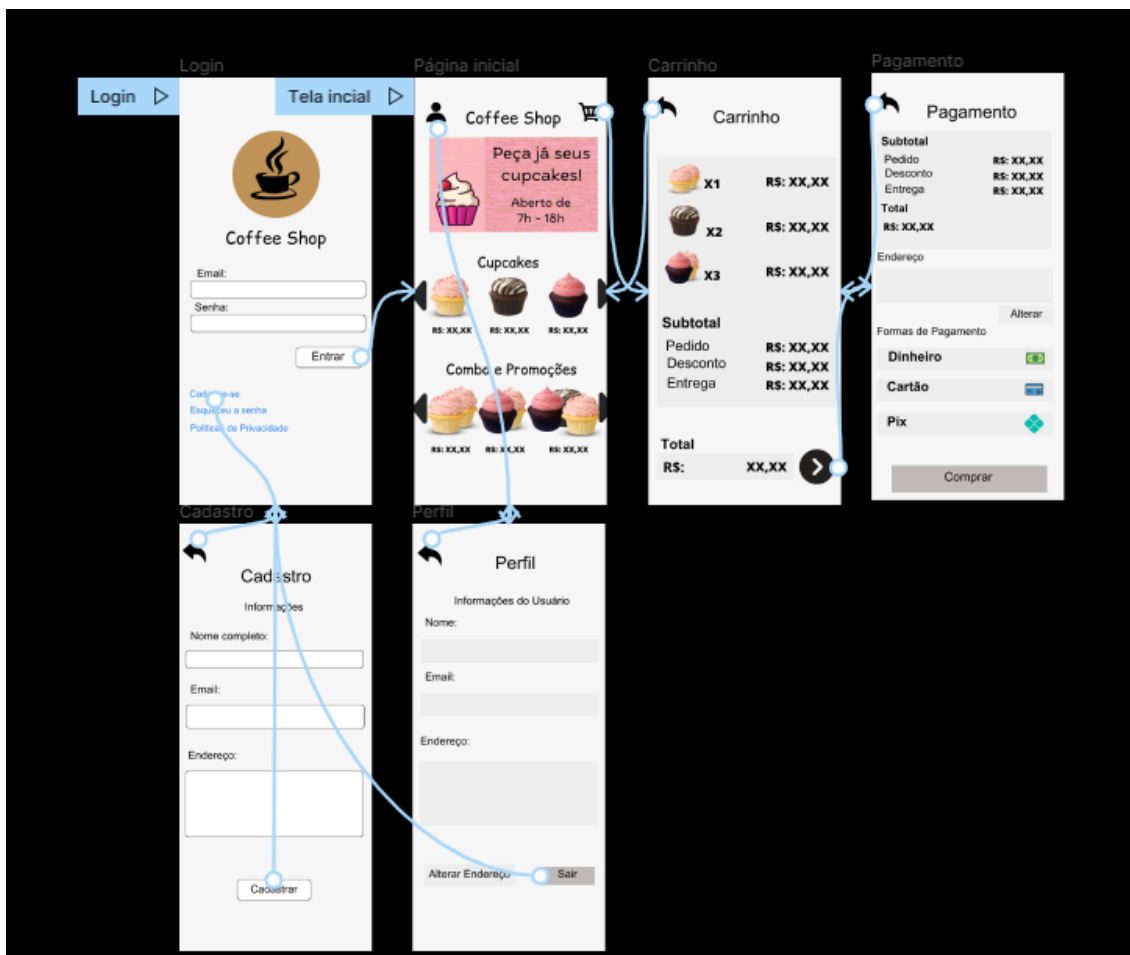 Login
Login
Coffee Shop
Email:
Senha:
Entrar
Esqueceu a senha
Políticas de Privacidade
Tela incial
Página inicial
Coffee Shop
Peça já seus
cupcakes!
Aberto de
7h - 18h
Cupcakes
R$: XX,XX R$: XX,XX R$: XX,XX
Combo e Promoções
R$: XX,XX R$: XX,XX R$: XX,XX
Carrinho
Carrinho
X1 R$: XX,XX
X2 R$: XX,XX
X3 R$: XX,XX
Subtotal
Pedido R$: XX,XX
Desconto R$: XX,XX
Entrega R$: XX,XX
Total
R$: XX,XX
Pagamento
Pagamento
Subtotal
Pedido R$: XX,XX
Desconto R$: XX,XX
Entrega R$: XX,XX
Total
R$: XX,XX
Endereço
Alterar
Formas de Pagamento
Dinheiro
Cartão
Pix
Comprar
Cadastro
Cadastro
Informações
Nome completo:
Email:
Endereço:
Cadastrar
Perfil
Perfil
Informações do Usuário
Nome:
Email:
Endereço:
Alterar Endereço Sair